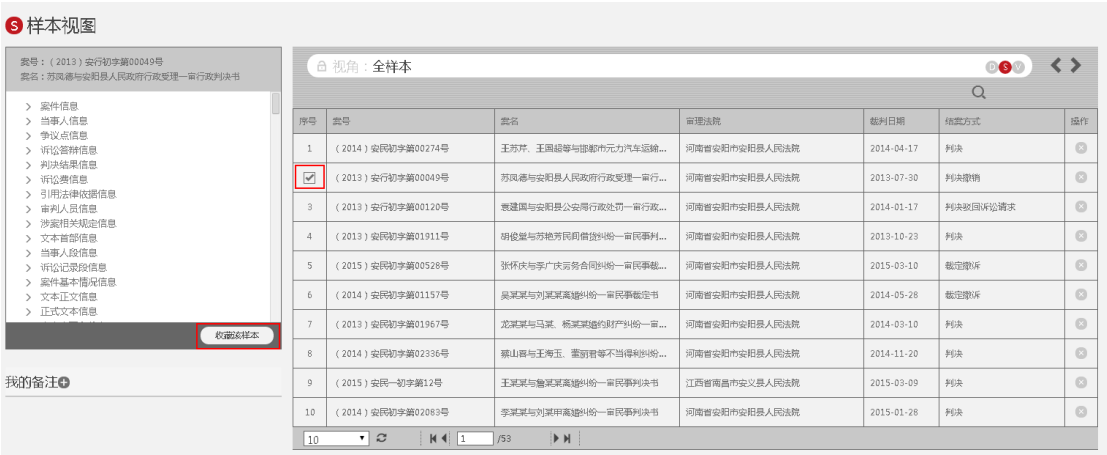 S 样本视图
案号：（2013）安行初字第00049号
案名：苏凤德与安阳县人民政府行政受理一审行政判决书
案件信息
当事人信息
争议点信息
诉讼答辩信息
判决结果信息
诉讼费信息
引用法律依据信息
审判人员信息
涉案相关规定信息
文本首部信息
当事人段信息
诉讼记录段信息
案件基本情况信息
文本正文信息
正式文本信息
收藏该样本
我的备注
视角：全样本
D S V
序号 案号 案名 审理法院 裁判日期 结案方式 操作
1 （2014）安民初字第00274号 王苏芹、王国超等与邯郸市元力汽车运输... 河南省安阳市安阳县人民法院 2014-04-17 判决
（2013）安行初字第00049号 苏凤德与安阳县人民政府行政受理一审行... 河南省安阳市安阳县人民法院 2013-07-30 判决撤销
3 （2013）安行初字第00120号 袁建国与安阳县公安局行政处罚一审行政... 河南省安阳市安阳县人民法院 2014-01-17 判决驳回诉讼请求
4 （2013）安民初字第01911号 胡俊堂与苏艳芳民间借贷纠纷一审民事判... 河南省安阳市安阳县人民法院 2013-10-23 判决
5 （2015）安民初字第00528号 张怀庆与李广庆劳务合同纠纷一审民事裁... 河南省安阳市安阳县人民法院 2015-03-10 裁定撤诉
6 （2014）安民初字第01157号 吴某某与刘某某离婚纠纷一审民事裁定书 河南省安阳市安阳县人民法院 2014-05-28 裁定撤诉
7 （2013）安民初字第01967号 龙某某与马某、杨某某婚约财产纠纷一审... 河南省安阳市安阳县人民法院 2014-03-10 判决
8 （2014）安民初字第02336号 蔡山喜与王海玉、董丽君等不当得利纠纷... 河南省安阳市安阳县人民法院 2014-11-20 判决
9 （2015）安民一初字第12号 王某某与詹某某离婚纠纷一审民事判决书 江西省南昌市安义县人民法院 2015-03-09 判决
10 （2014）安民初字第02083号 李某某与刘某甲离婚纠纷一审民事判决书 河南省安阳市安阳县人民法院 2015-01-28 判决
10 1 /53